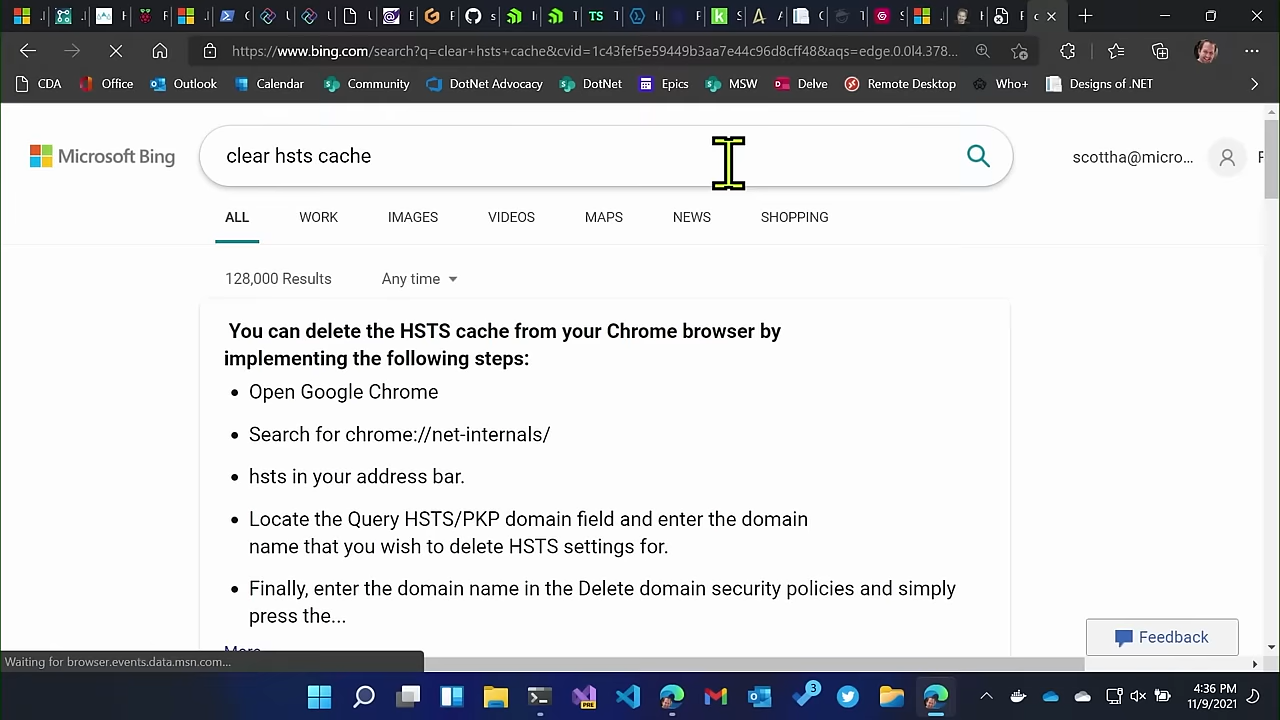 https://www.bing.com/search?q=clear+hsts+cache&cvid=1c43fef5e59449b3aa7e44c96d8cff48&aqs=edge.0.0l4.378...
CDA Office Outlook Calendar Community DotNet Advocacy DotNet Epics MSW Delve Remote Desktop Who+ Designs of .NET
Microsoft Bing
clear hsts cache
scottha@micro...
ALL WORK IMAGES VIDEOS MAPS NEWS SHOPPING
128,000 Results Any time
You can delete the HSTS cache from your Chrome browser by
implementing the following steps:
Open Google Chrome
Search for chrome://net-internals/
hsts in your address bar.
Locate the Query HSTS/PKP domain field and enter the domain
name that you wish to delete HSTS settings for.
Finally, enter the domain name in the Delete domain security policies and simply
press the...
More
Feedback
Waiting for browser.events.data.msn.com...
PRE
3
4:36 PM
11/9/2021